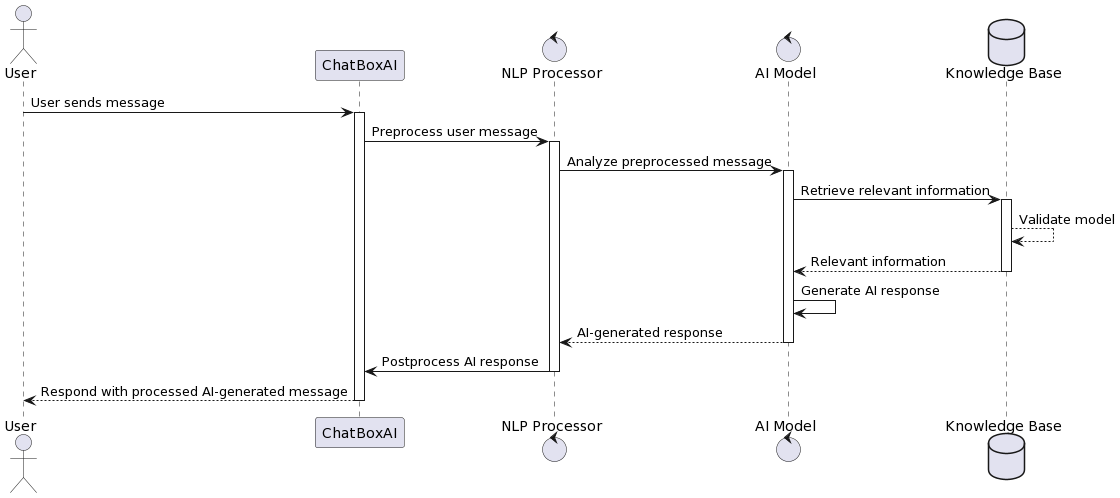 User
ChatBoxAI
NLP Processor
AI Model
Knowledge Base
User sends message
Preprocess user message
Analyze preprocessed message
Retrieve relevant information
Validate model
Relevant information
Generate AI response
AI-generated response
Postprocess AI response
Respond with processed AI-generated message
User
ChatBoxAI
NLP Processor
AI Model
Knowledge Base